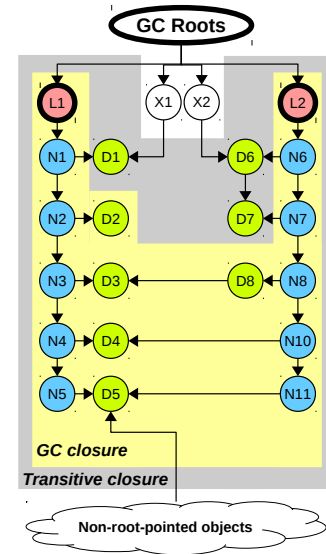 GC Roots
L1 X1 X2 L2
N1 D1 D6 N6
N2 D2 D7 N7
N3 D3 D8 N8
N4 D4 N10
N5 D5 N11
GC closure
Transitive closure
Non-root-pointed objects